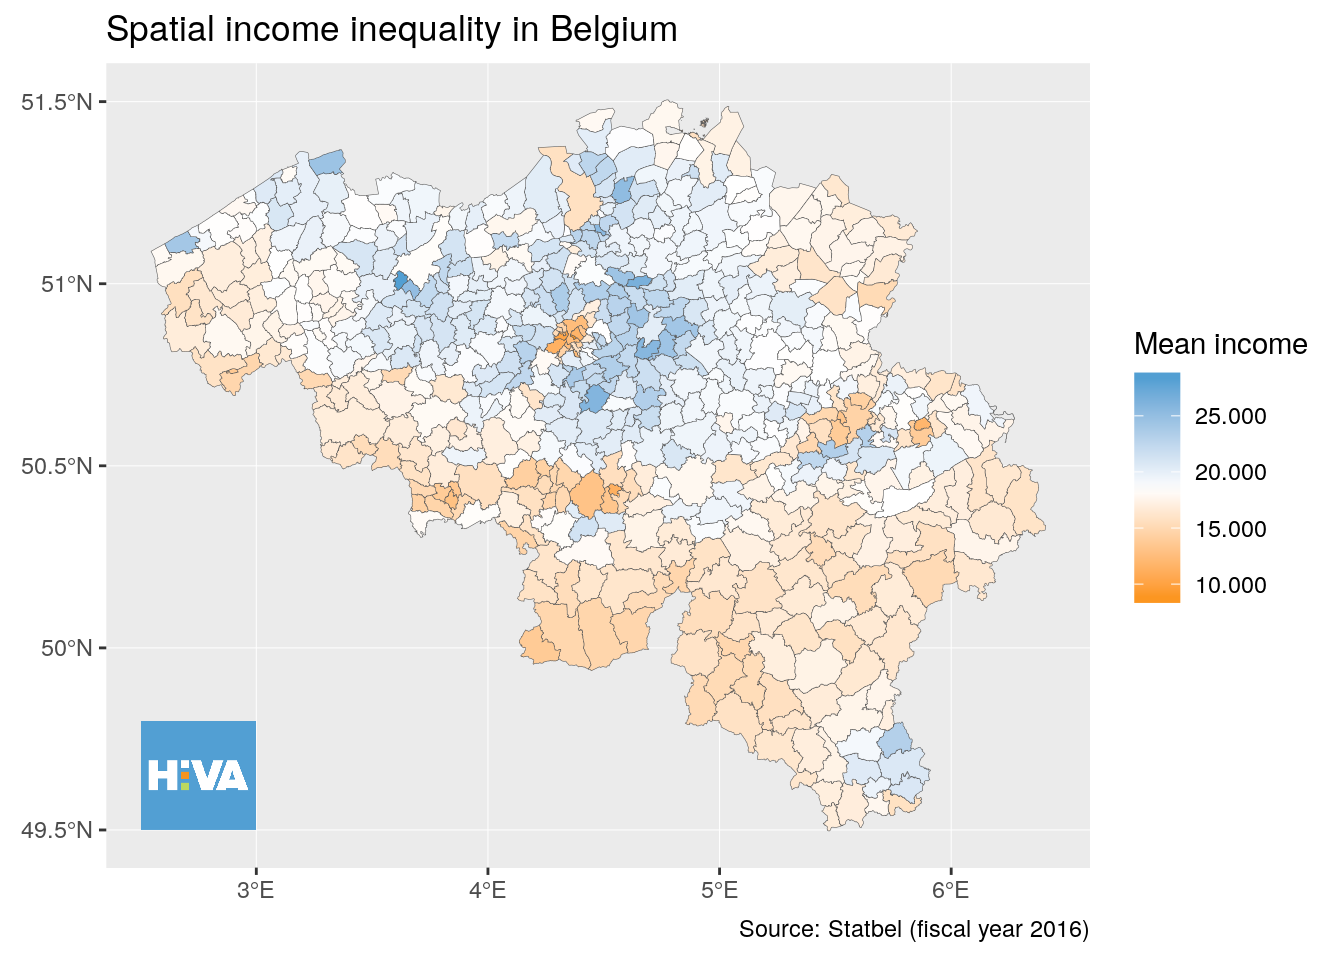 Spatial income inequality in Belgium
51.5°N
51°N
50.5°N
50°N
49.5°N
3°E
4°E
5°E
6°E
Mean income
25.000
20.000
15.000
10.000
HIVA
Source: Statbel (fiscal year 2016)